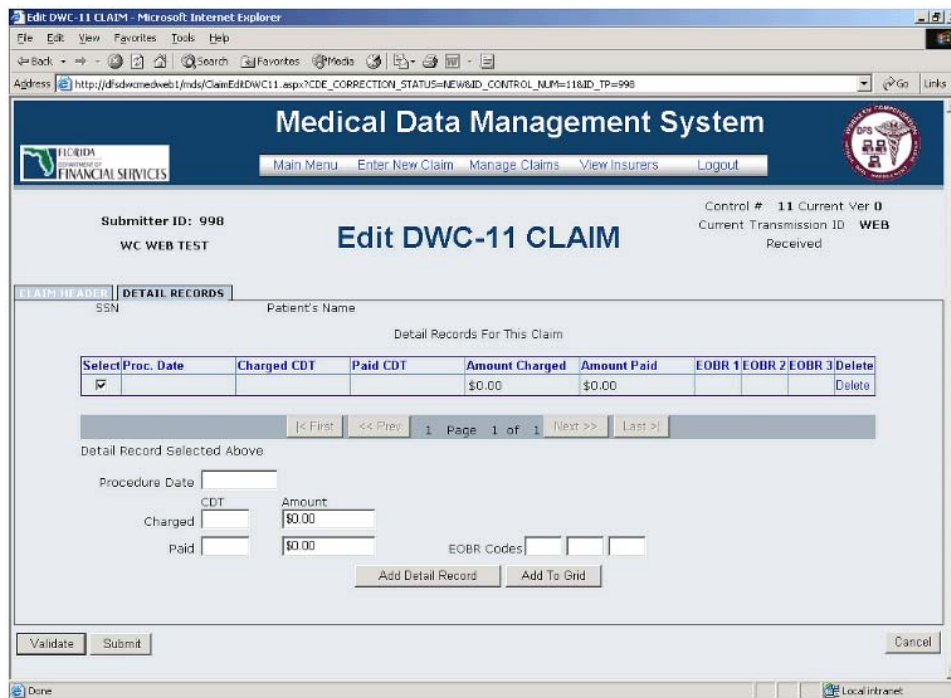 Edit DWC-11 CLAIM - Microsoft Internet Explorer
File Edit View Favorites Tools Help
Back Search Favorites Media
Address http://dfsdwcmedweb1/mds/ClaimEditDWC11.aspx?CDE_CORRECTION_STATUS=NEW&ID_CONTROL_NUM=11&ID_TP=998 Go Links
Medical Data Management System
FLORIDA
DEPARTMENT OF
FINANCIAL SERVICES
DFS
Main Menu Enter New Claim Manage Claims View Insurers Logout
Submitter ID: 998
WC WEB TEST
Edit DWC-11 CLAIM
Control # 11 Current Ver 0
Current Transmission ID WEB
Received
CLAIM HEADER DETAIL RECORDS
SSN Patient's Name
Detail Records For This Claim
Select Proc. Date Charged CDT Paid CDT Amount Charged Amount Paid EOBR 1 EOBR 2 EOBR 3 Delete
$0.00 $0.00 Delete
|< First << Prev 1 Page 1 of 1 Next >> Last >|
Detail Record Selected Above
Procedure Date
CDT Amount
Charged $0.00
Paid $0.00 EOBR Codes
Add Detail Record Add To Grid
Validate Submit Cancel
Done Local intranet